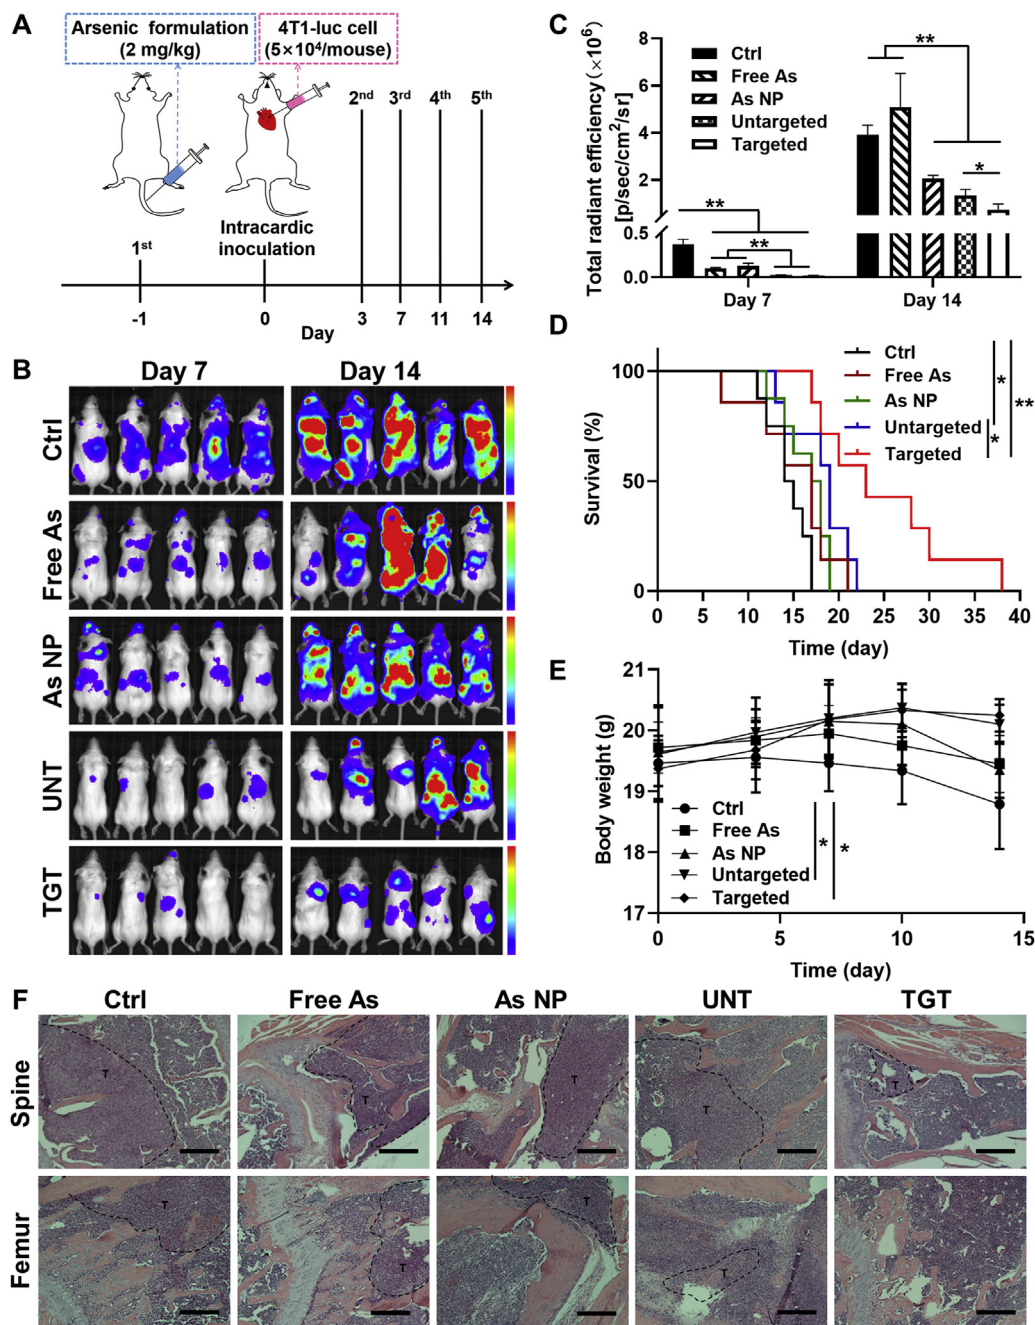 A
Arsenic formulation
(2 mg/kg)
4T1-luc cell
(5×10⁴/mouse)
2ⁿᵈ 3ʳᵈ 4ᵗʰ 5ᵗʰ
Intracardic
inoculation
1ˢᵗ
-1 0 3 7 11 14
Day
B
Day 7 Day 14
Ctrl
Free As
As NP
UNT
TGT
C
Total radiant efficiency (×10⁶)
[p/sec/cm²/sr]
8
6
4
2
0.5
0.0
Ctrl
Free As
As NP
Untargeted
Targeted
**
**
**
*
Day 7 Day 14
D
Survival (%)
100
50
0
Ctrl
Free As
As NP
Untargeted
Targeted
*
**
*
0 5 10 15 20 25 30 35 40
Time (day)
E
Body weight (g)
21
20
19
18
17
Ctrl
Free As
As NP
Untargeted
Targeted
*
*
0 5 10 15
Time (day)
F
Ctrl Free As As NP UNT TGT
Spine
T T T T T
Femur
T T T T